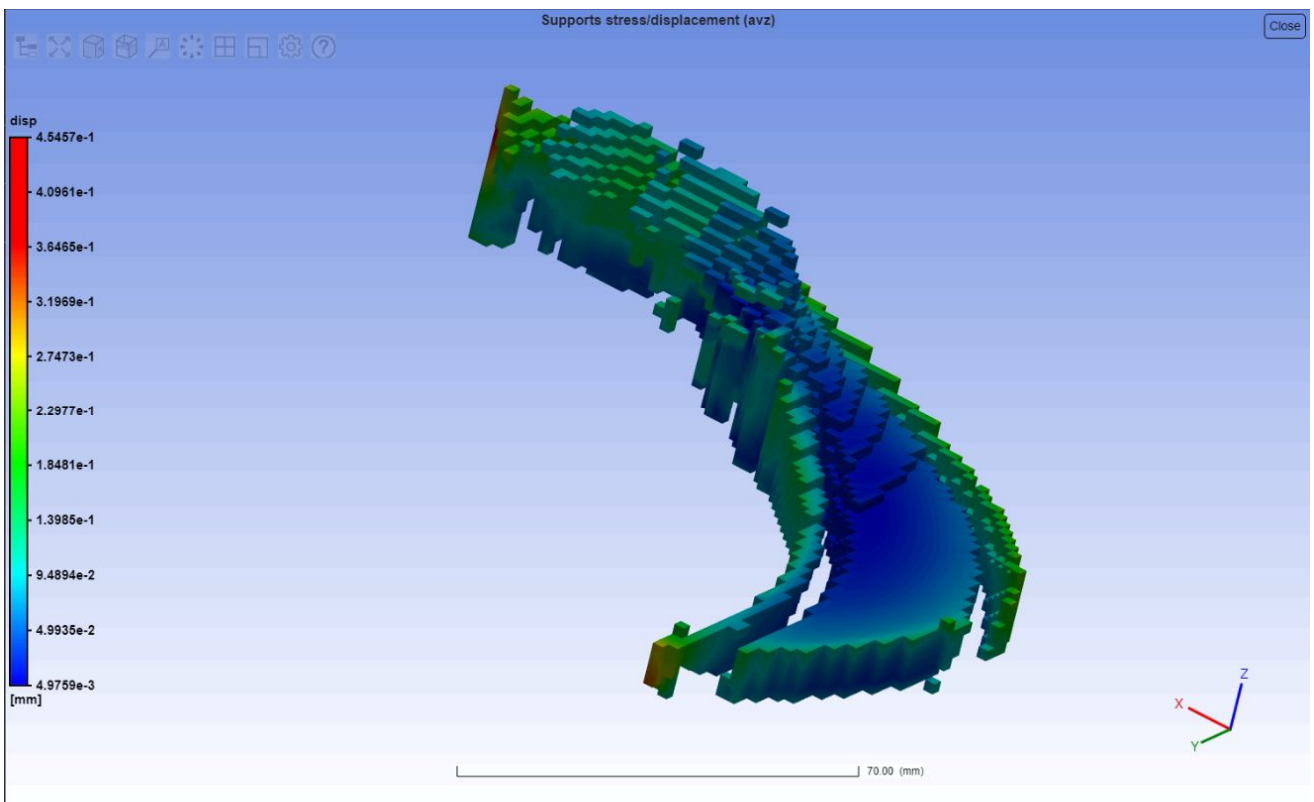 Supports stress/displacement (avz)
Close
disp
4.5457e-1
4.0961e-1
3.6465e-1
3.1969e-1
2.7473e-1
2.2977e-1
1.8481e-1
1.3985e-1
9.4894e-2
4.9935e-2
4.9759e-3
[mm]
Z
X
Y
70.00 (mm)